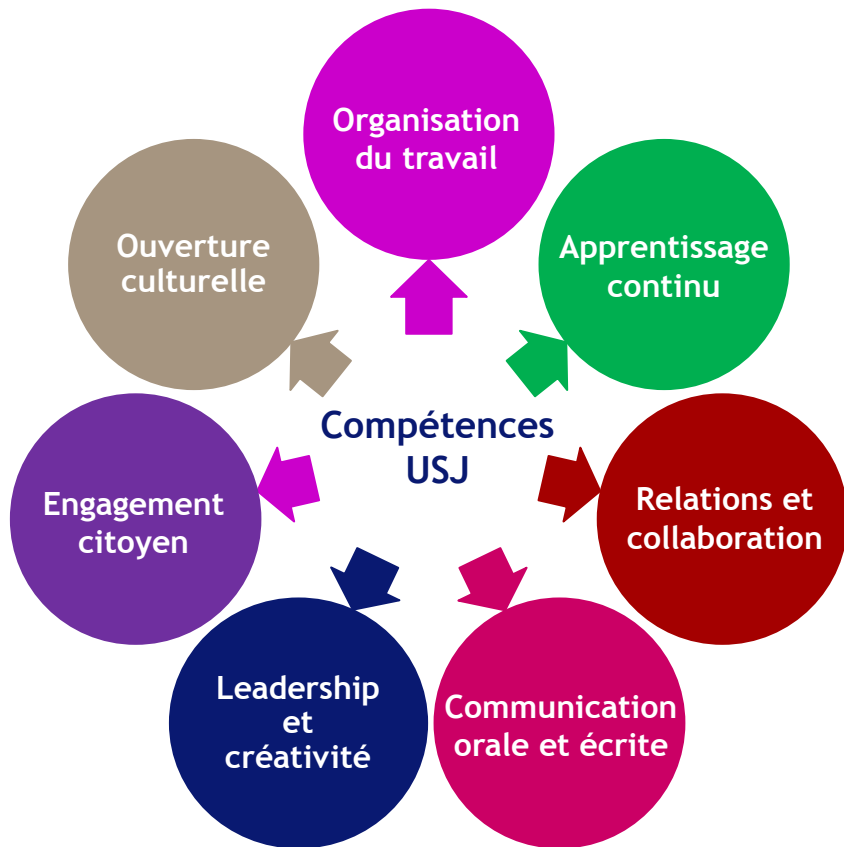 Organisation
du travail
Apprentissage
continu
Relations et
collaboration
Communication
orale et écrite
Leadership
et
créativité
Engagement
citoyen
Ouverture
culturelle
Compétences
USJ